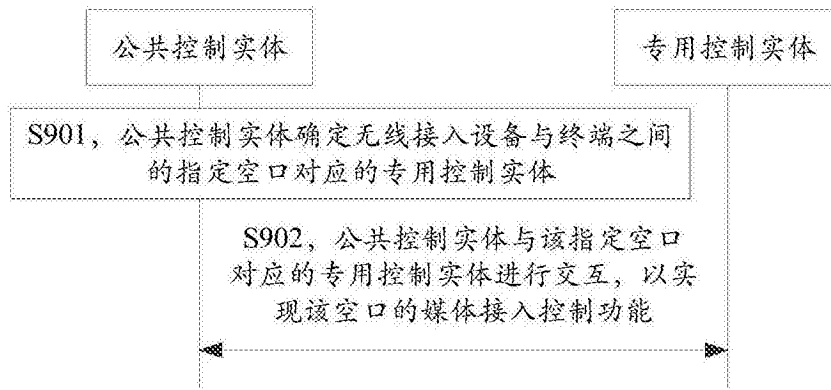 公共控制实体
专用控制实体
S901，公共控制实体确定无线接入设备与终端之间
的指定空口对应的专用控制实体
S902，公共控制实体与该指定空口
对应的专用控制实体进行交互，以实
现该空口的媒体接入控制功能